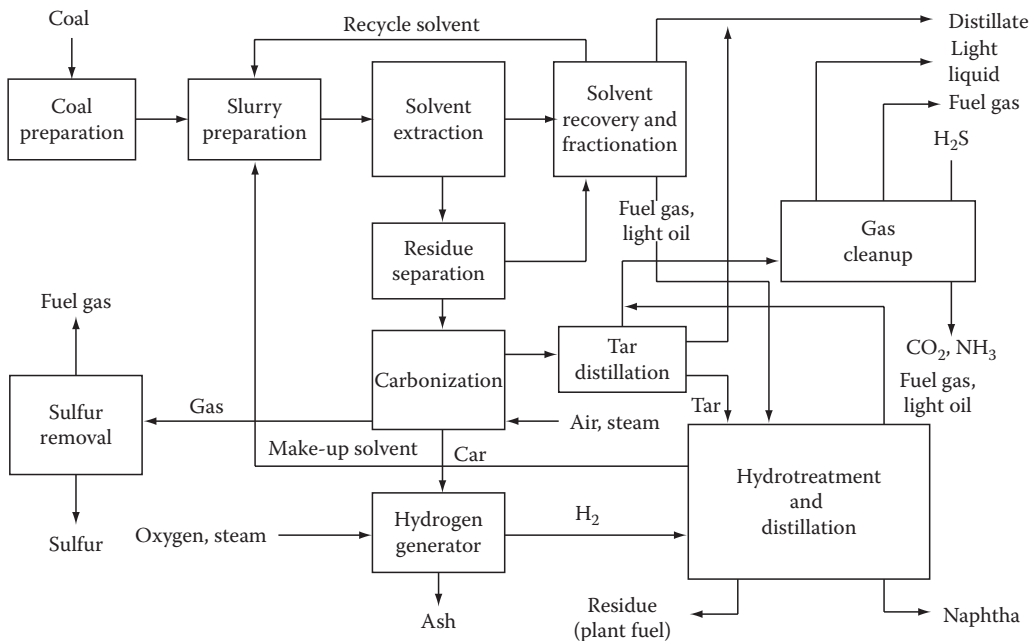 Coal
Recycle solvent
Distillate
Light
liquid
Fuel gas
H₂S
Coal
preparation
Slurry
preparation
Solvent
extraction
Solvent
recovery and
fractionation
Fuel gas,
light oil
Gas
cleanup
Residue
separation
Fuel gas
CO₂, NH₃
Fuel gas,
light oil
Tar
distillation
Carbonization
Sulfur
removal
Gas
Tar
Air, steam
Make-up solvent
Car
Hydrotreatment
and
distillation
Sulfur
Oxygen, steam
Hydrogen
generator
H₂
Ash
Residue
(plant fuel)
Naphtha